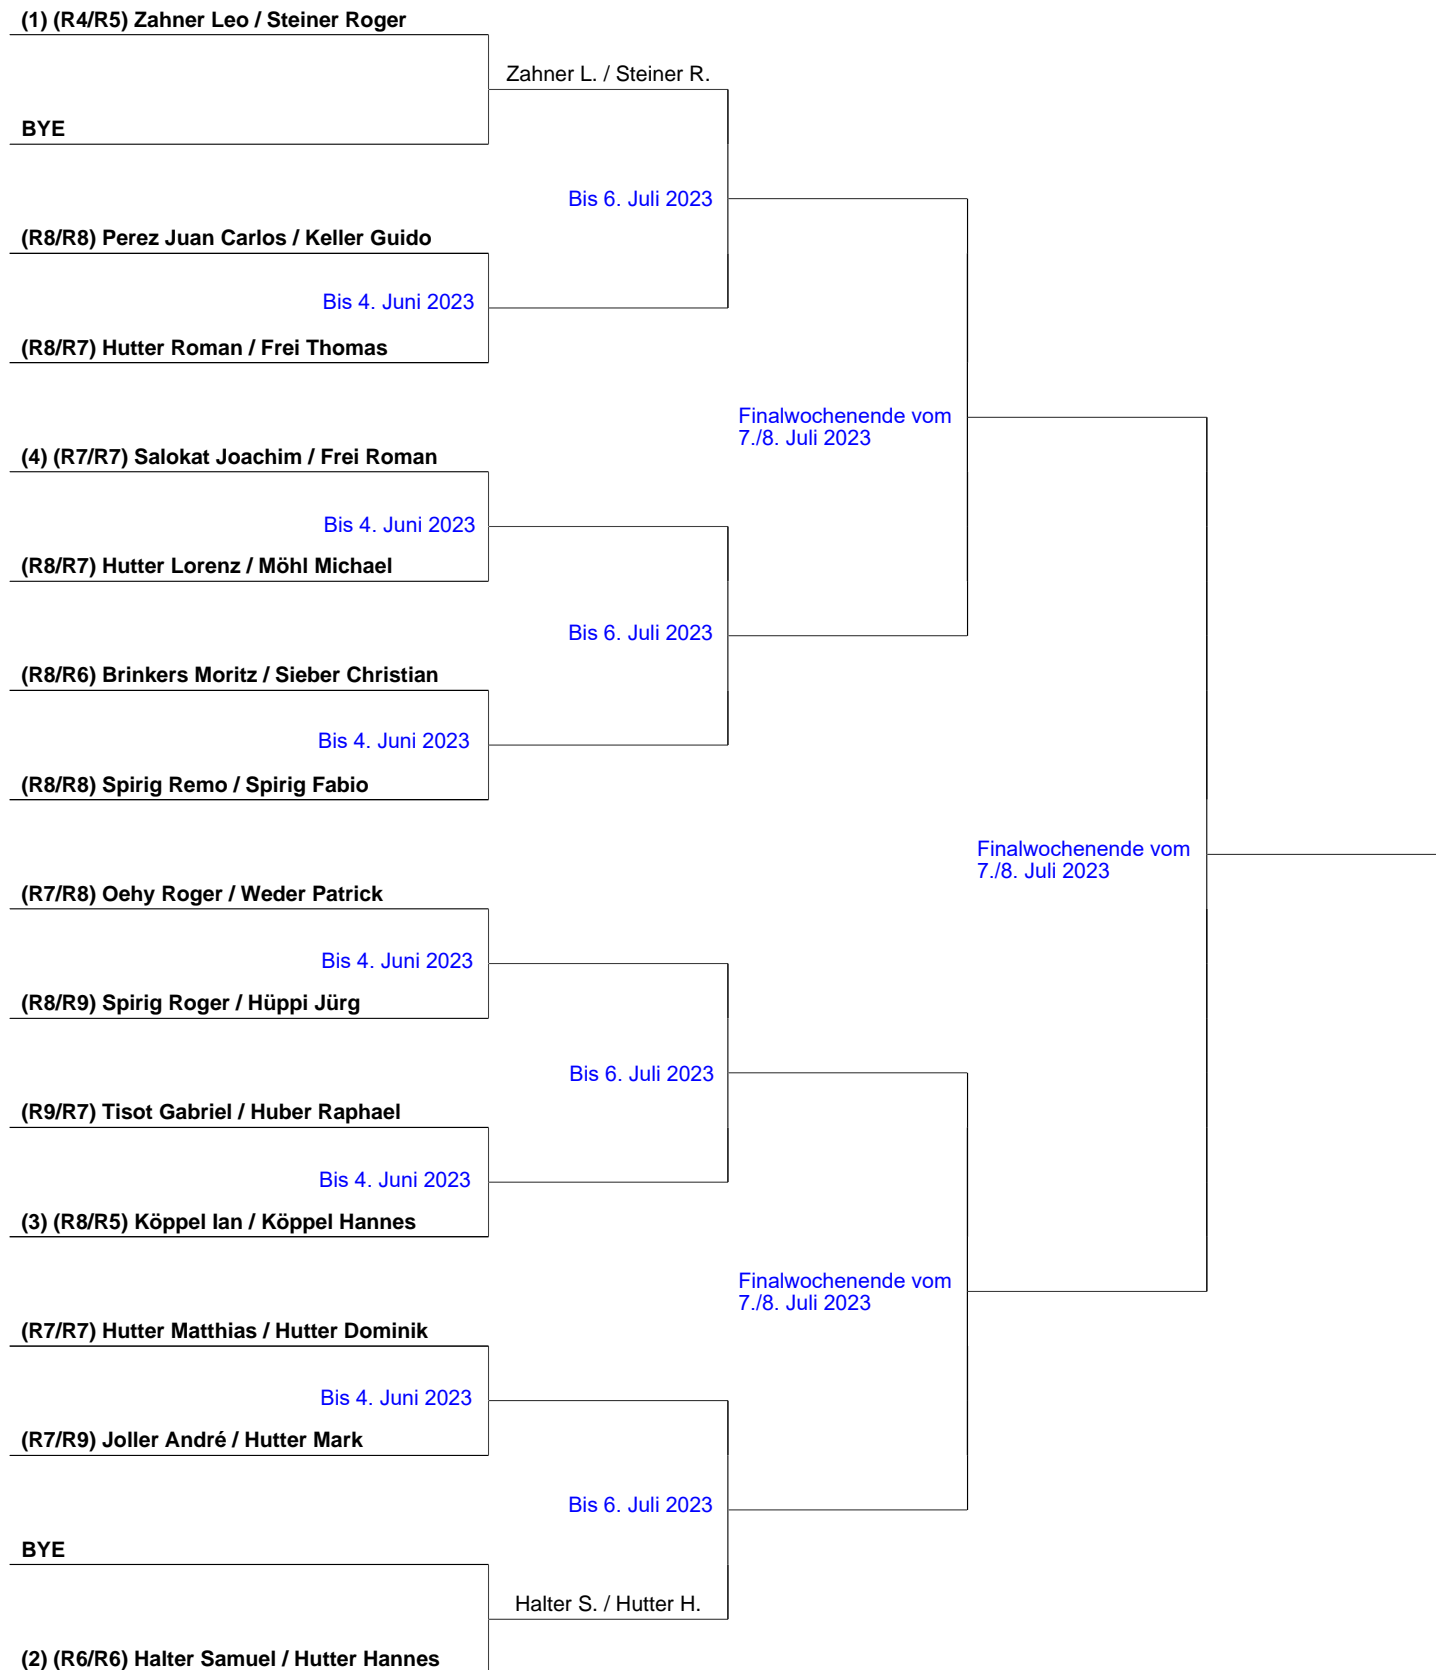 (1) (R4/R5) Zahner Leo / Steiner Roger
Zahner L. / Steiner R.
BYE
Bis 6. Juli 2023
(R8/R8) Perez Juan Carlos / Keller Guido
Bis 4. Juni 2023
(R8/R7) Hutter Roman / Frei Thomas
Finalwochenende vom
7./8. Juli 2023
(4) (R7/R7) Salokat Joachim / Frei Roman
Bis 4. Juni 2023
(R8/R7) Hutter Lorenz / Möhl Michael
Bis 6. Juli 2023
(R8/R6) Brinkers Moritz / Sieber Christian
Bis 4. Juni 2023
(R8/R8) Spirig Remo / Spirig Fabio
Finalwochenende vom
7./8. Juli 2023
(R7/R8) Oehy Roger / Weder Patrick
Bis 4. Juni 2023
(R8/R9) Spirig Roger / Hüppi Jürg
Bis 6. Juli 2023
(R9/R7) Tisot Gabriel / Huber Raphael
Bis 4. Juni 2023
(3) (R8/R5) Köppel Ian / Köppel Hannes
Finalwochenende vom
7./8. Juli 2023
(R7/R7) Hutter Matthias / Hutter Dominik
Bis 4. Juni 2023
(R7/R9) Joller André / Hutter Mark
Bis 6. Juli 2023
BYE
Halter S. / Hutter H.
(2) (R6/R6) Halter Samuel / Hutter Hannes